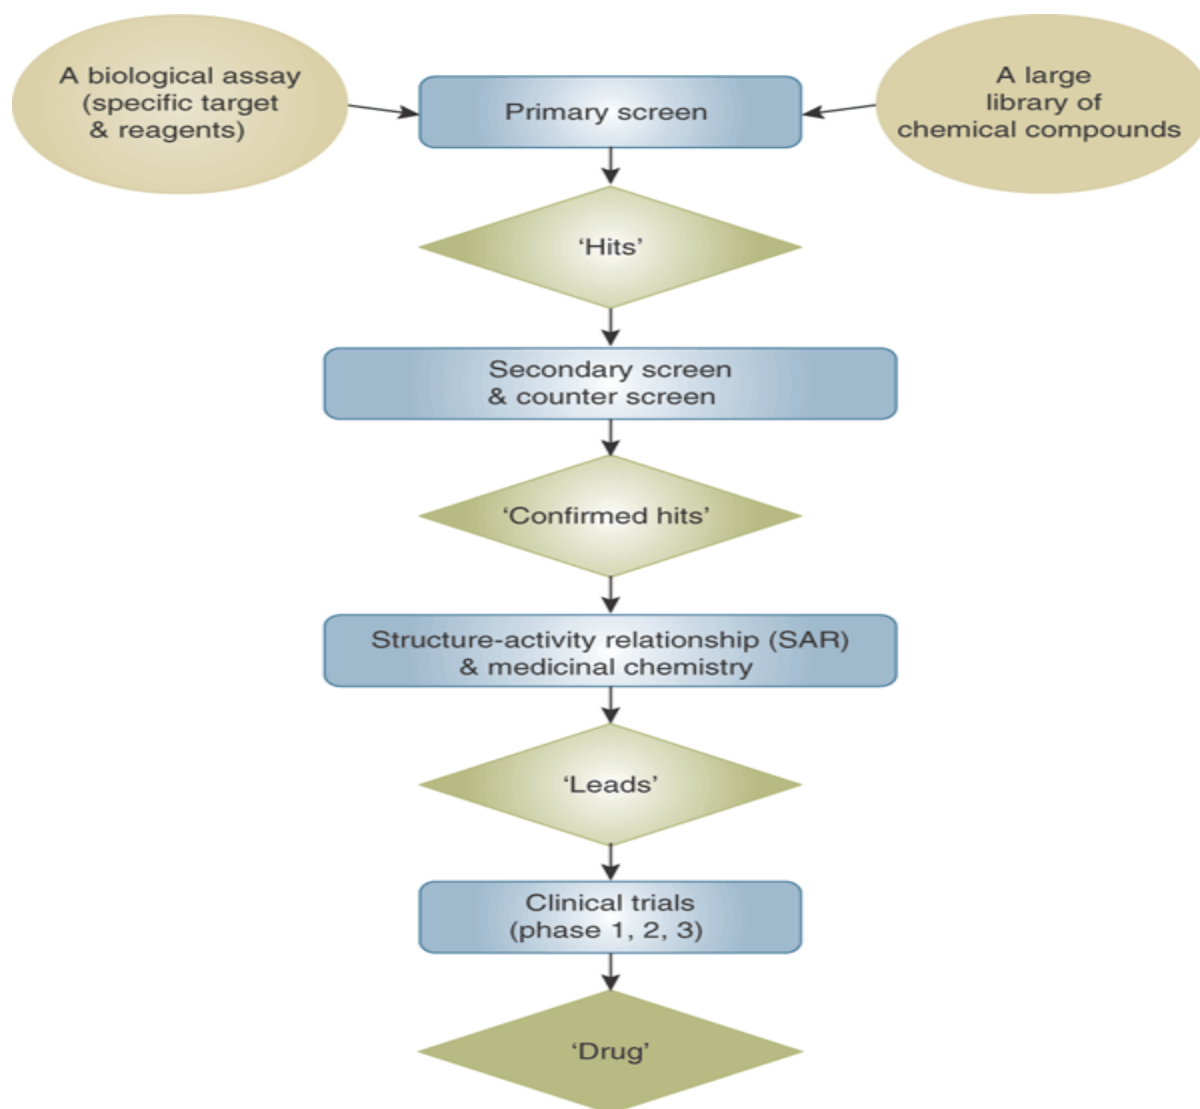 A biological assay
(specific target
& reagents)
Primary screen
A large
library of
chemical compounds
‘Hits’
Secondary screen
& counter screen
‘Confirmed hits’
Structure-activity relationship (SAR)
& medicinal chemistry
‘Leads’
Clinical trials
(phase 1, 2, 3)
‘Drug’